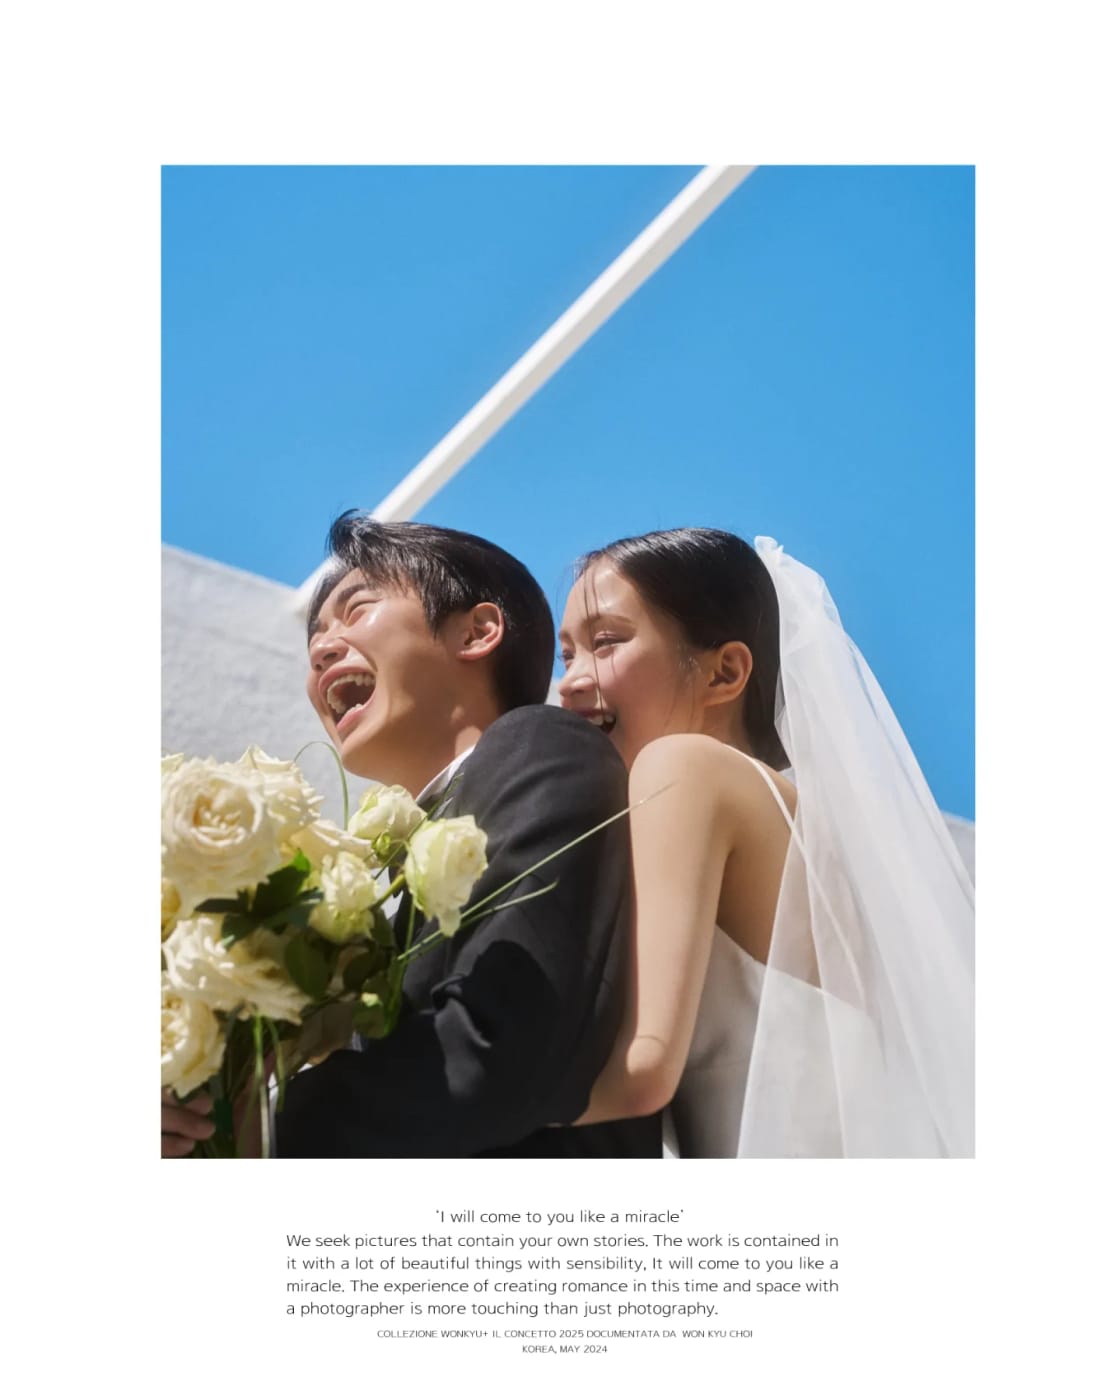 ‘I will come to you like a miracle’
We seek pictures that contain your own stories. The work is contained in
it with a lot of beautiful things with sensibility, It will come to you like a
miracle. The experience of creating romance in this time and space with
a photographer is more touching than just photography.
COLLEZIONE WONKYU+ IL CONCETTO 2025 DOCUMENTATA DA WON KYU CHOI
KOREA, MAY 2024